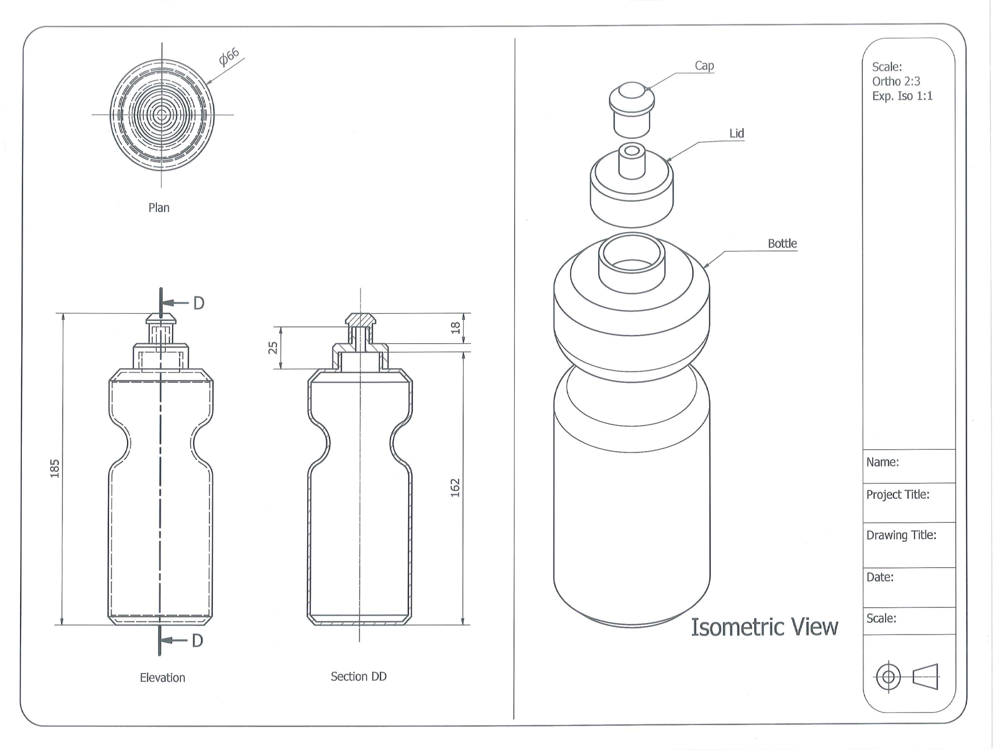 Ø66
Plan
D
185
D
Elevation
25
18
162
Section DD
Cap
Lid
Bottle
Isometric View
Scale:
Ortho 2:3
Exp. Iso 1:1
Name:
Project Title:
Drawing Title:
Date:
Scale: